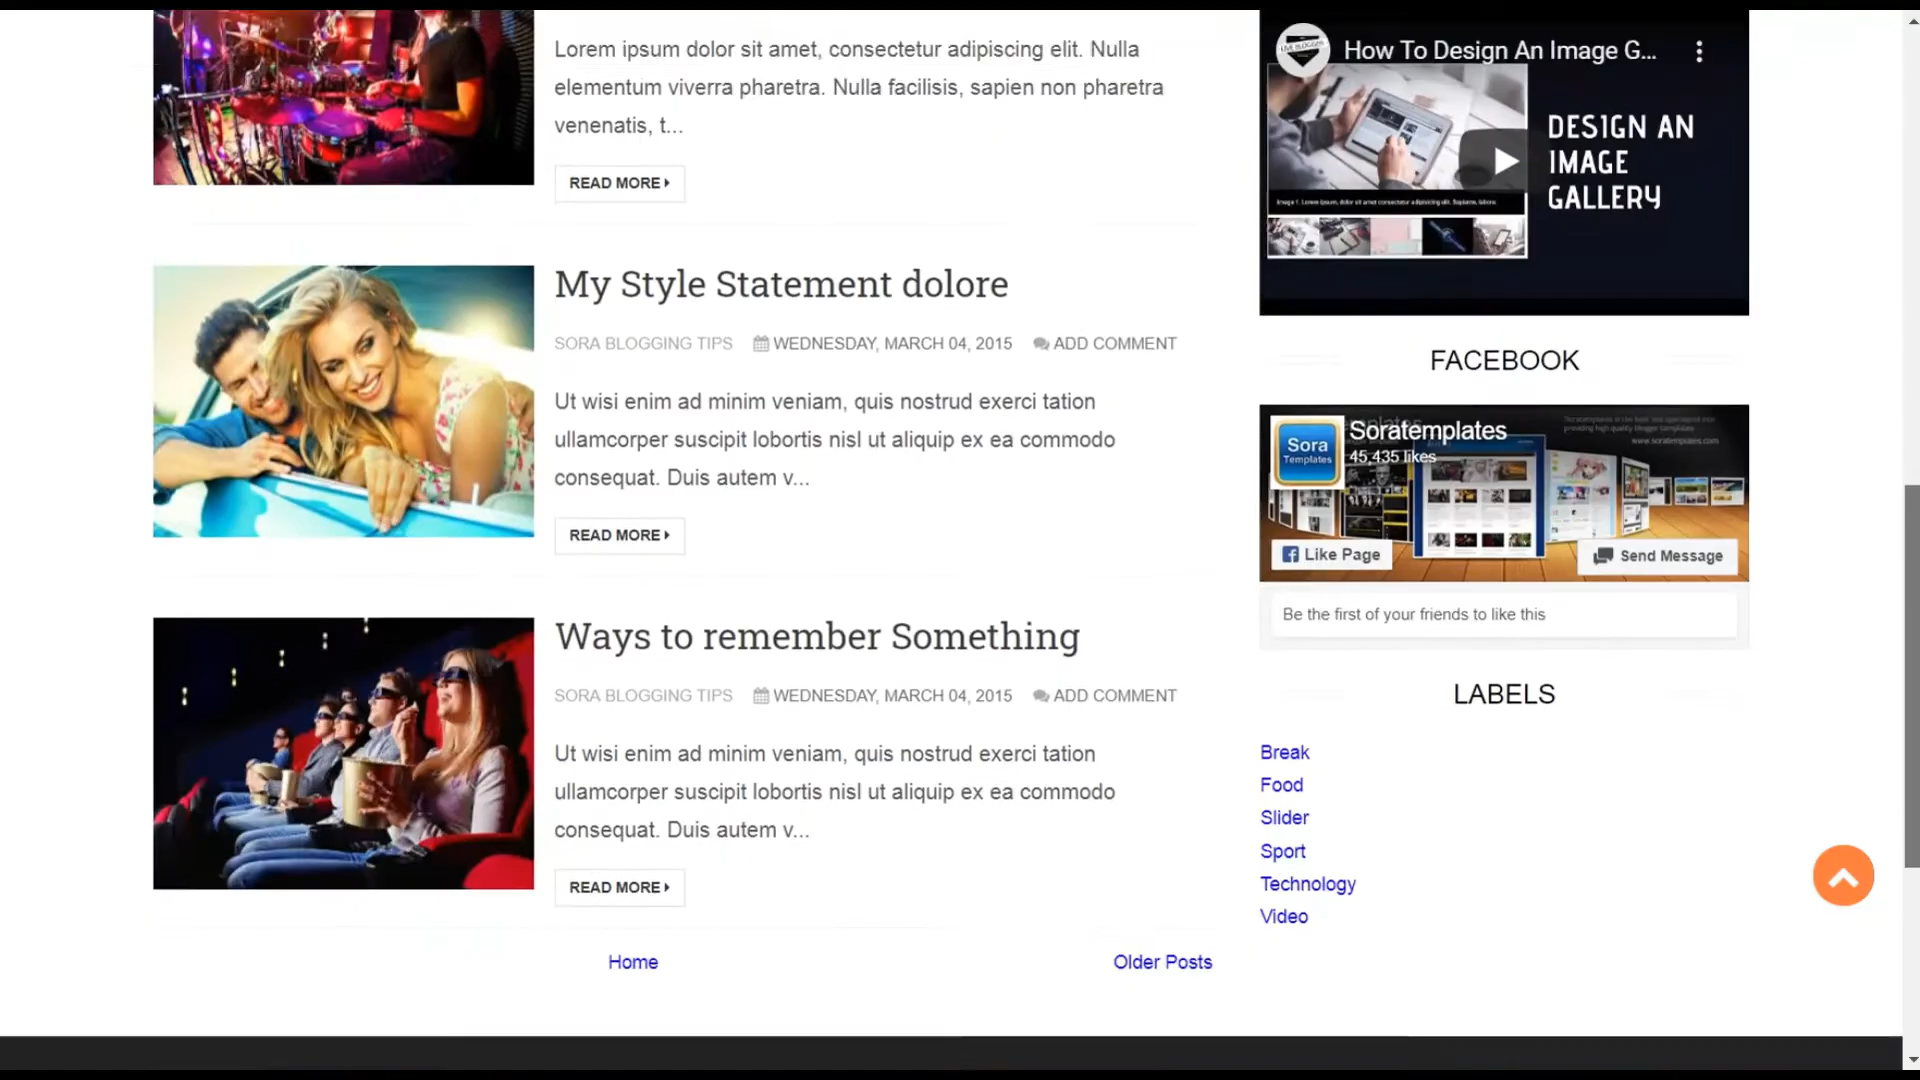 Lorem ipsum dolor sit amet, consectetur adipiscing elit. Nulla
elementum viverra pharetra. Nulla facilisis, sapien non pharetra
venenatis, t...
READ MORE
My Style Statement dolore
SORA BLOGGING TIPS WEDNESDAY, MARCH 04, 2015 ADD COMMENT
Ut wisi enim ad minim veniam, quis nostrud exerci tation
ullamcorper suscipit lobortis nisl ut aliquip ex ea commodo
consequat. Duis autem v...
READ MORE
Ways to remember Something
SORA BLOGGING TIPS WEDNESDAY, MARCH 04, 2015 ADD COMMENT
Ut wisi enim ad minim veniam, quis nostrud exerci tation
ullamcorper suscipit lobortis nisl ut aliquip ex ea commodo
consequat. Duis autem v...
READ MORE
Home
Older Posts
LIVE BLOGGER
How To Design An Image G...
DESIGN AN
IMAGE
GALLERY
FACEBOOK
Sora
Templates
Soratemplates
45,435 likes
www.soratemplates.com
Like Page
Send Message
Be the first of your friends to like this
LABELS
Break
Food
Slider
Sport
Technology
Video